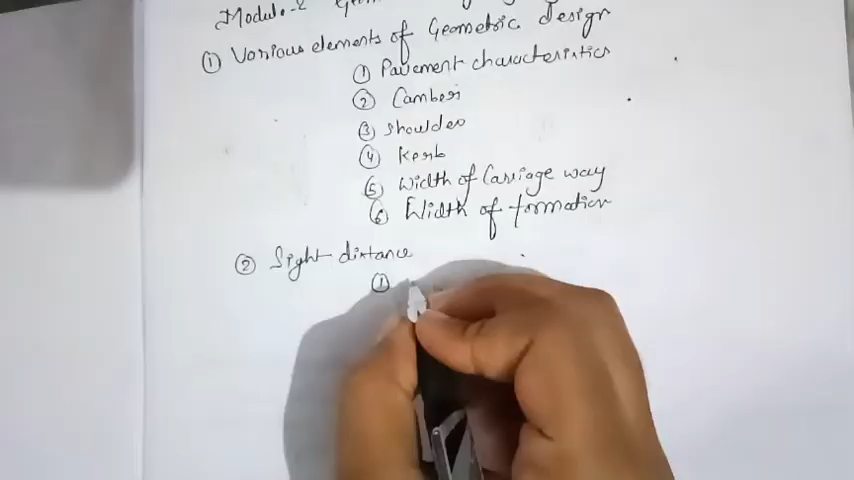 Module-2
① Various elements of Geometric design
① Pavement characteristics
② Camber
③ Shoulder
④ Kerb
⑤ Width of Carriage way
⑥ Width of formation
② Sight distance
①